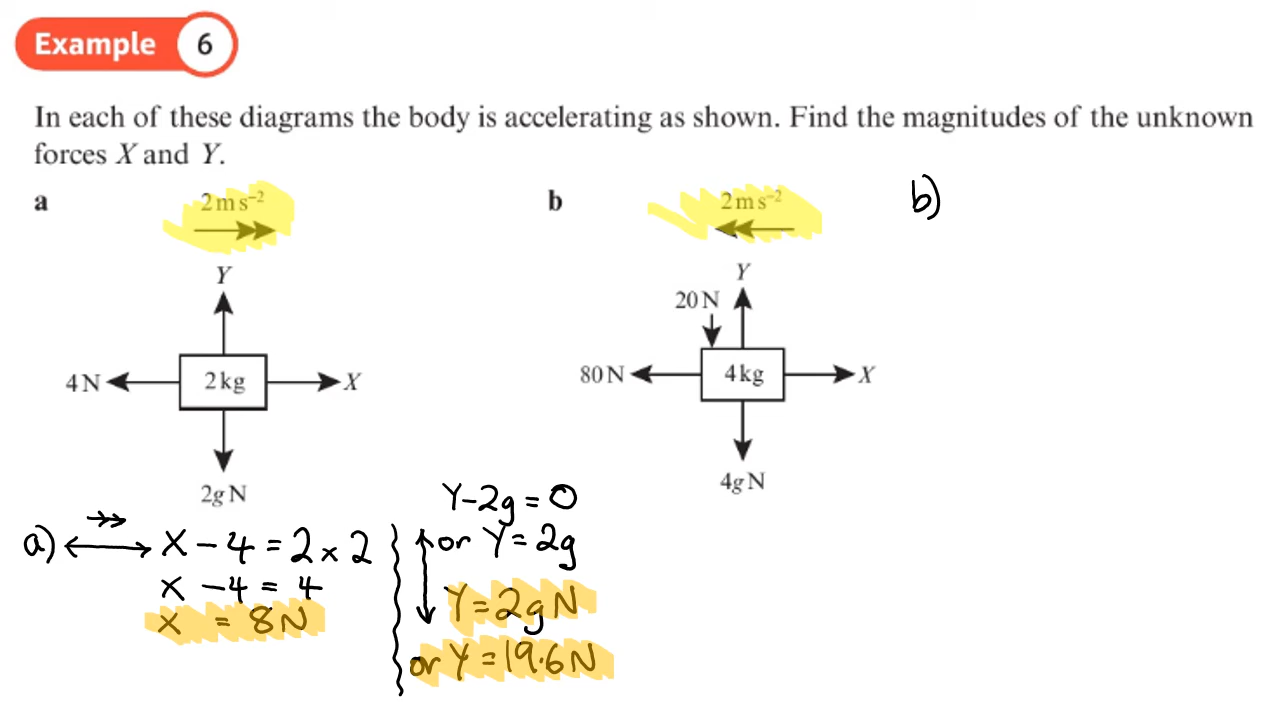 Example 6
In each of these diagrams the body is accelerating as shown. Find the magnitudes of the unknown
forces X and Y.
a
2 m s⁻²
Y
4 N
2 kg
X
2g N
b
2 m s⁻²
Y
20 N
80 N
4 kg
X
4g N
b)
a) X - 4 = 2 × 2
x - 4 = 4
x = 8N
Y - 2g = 0
or Y = 2g
Y = 2g N
or Y = 19.6N